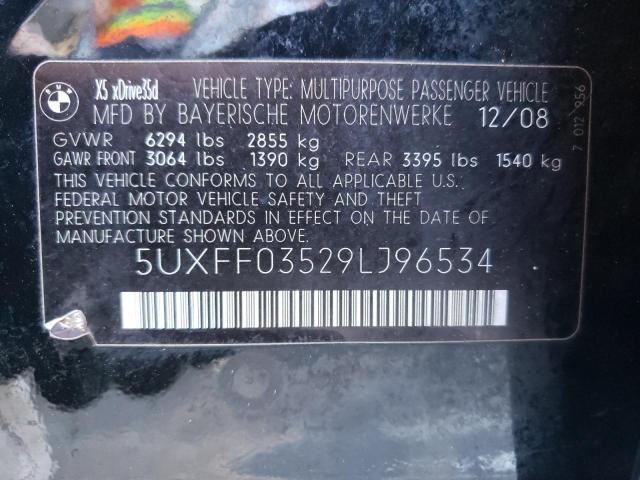 BMW X5 xDrive35d VEHICLE TYPE: MULTIPURPOSE PASSENGER VEHICLE
MFD BY BAYERISCHE MOTORENWERKE 12/08
GVWR 6294 lbs 2855 kg
GAWR FRONT 3064 lbs 1390 kg REAR 3395 lbs 1540 kg
THIS VEHICLE CONFORMS TO ALL APPLICABLE U.S.
FEDERAL MOTOR VEHICLE SAFETY AND THEFT
PREVENTION STANDARDS IN EFFECT ON THE DATE OF
MANUFACTURE SHOWN ABOVE.
5UXFF03529LJ96534
7 012 956